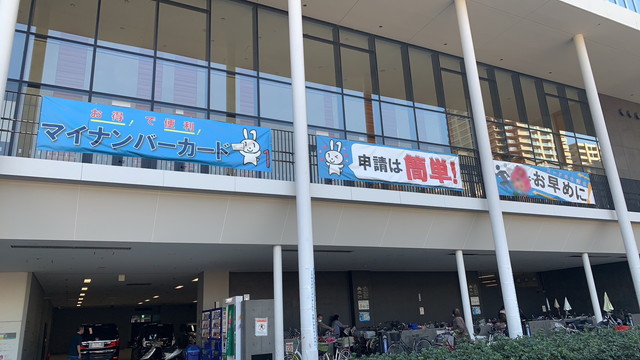 お得で便利
マイナンバーカード
申請は簡単!
お早めに